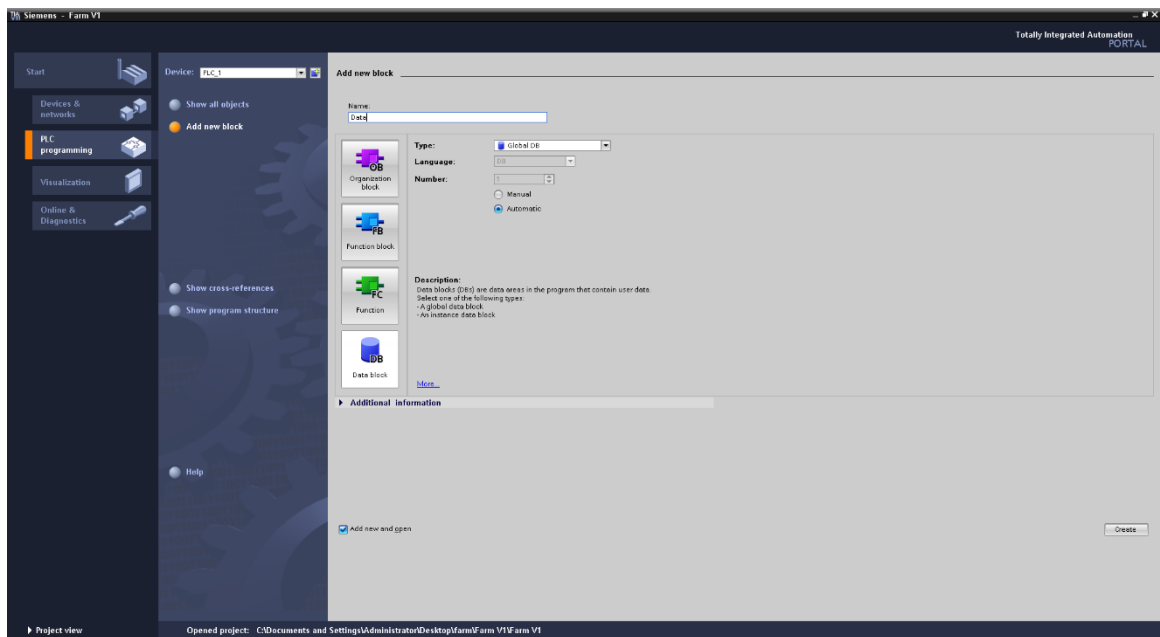 Siemens - Farm V1
Totally Integrated Automation
PORTAL
Start
Devices &
networks
PLC
programming
Visualization
Online &
Diagnostics
Project view
Device: PLC_1
Show all objects
Add new block
Show cross-references
Show program structure
Help
Add new block
Name:
Data
OB
Organization
block
FB
Function block
FC
Function
DB
Data block
Type: Global DB
Language: DB
Number: 1
Manual
Automatic
Description:
Data blocks (DBs) are data areas in the program that contain user data.
Select one of the following types:
- A global data block
- An instance data block
More...
Additional information
Add new and open
Create
Opened project: C:\Documents and Settings\Administrator\Desktop\farm\Farm V1\Farm V1